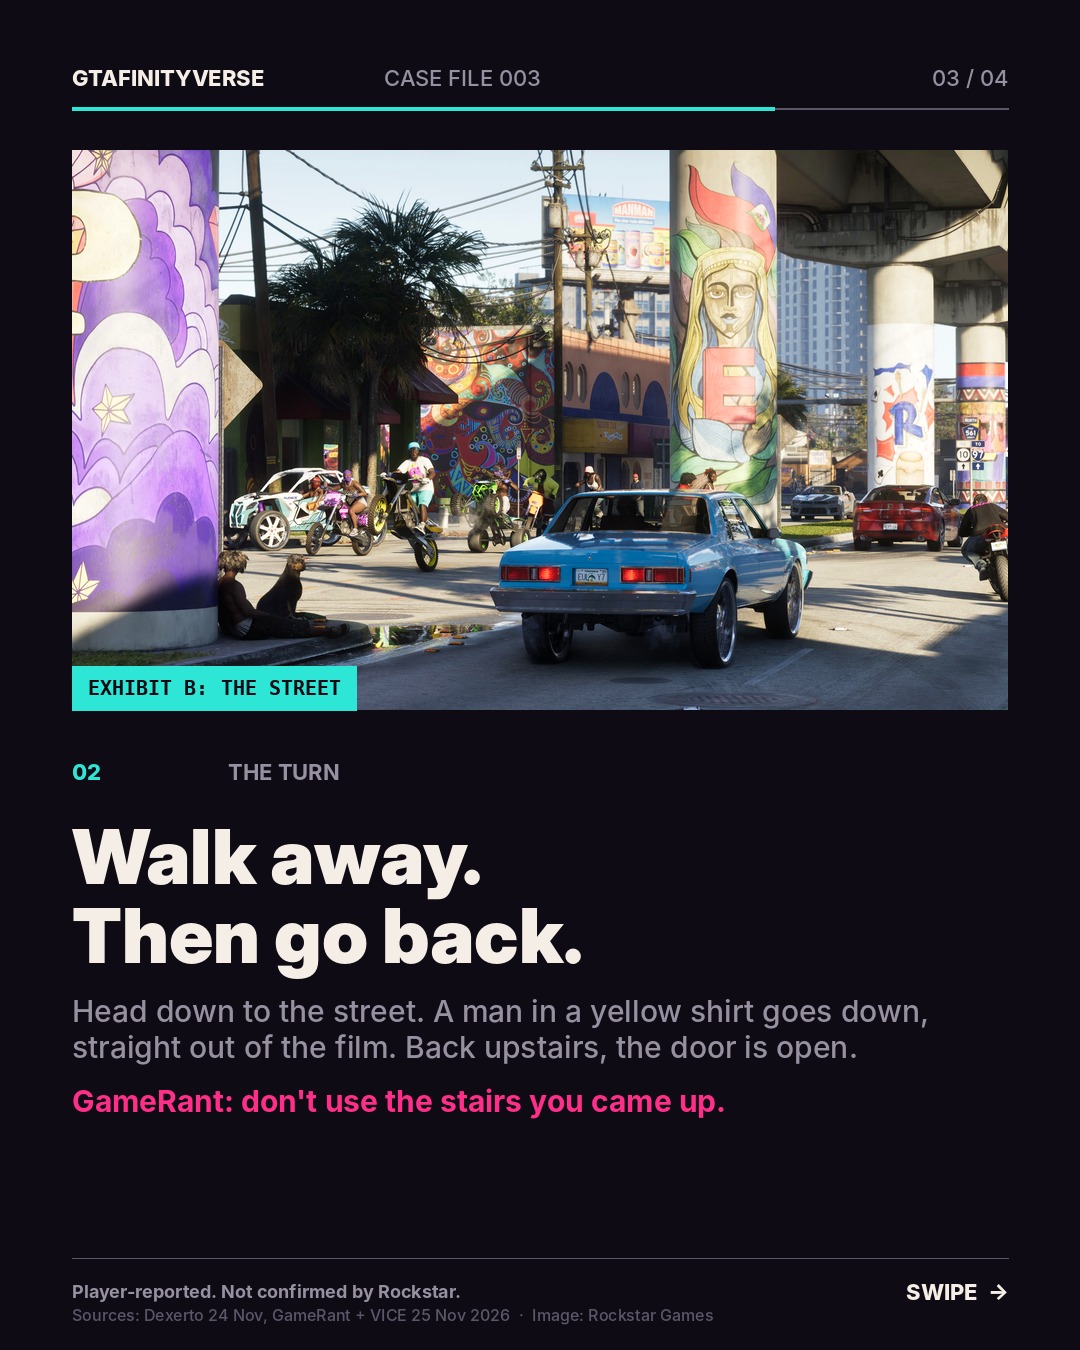 GTAFINITYVERSE
CASE FILE 003
03 / 04
MANMAN
E
R
EXHIBIT B: THE STREET
02
THE TURN
Walk away.
Then go back.
Head down to the street. A man in a yellow shirt goes down,
straight out of the film. Back upstairs, the door is open.
GameRant: don't use the stairs you came up.
Player-reported. Not confirmed by Rockstar.
SWIPE →
Sources: Dexerto 24 Nov, GameRant + VICE 25 Nov 2026 · Image: Rockstar Games